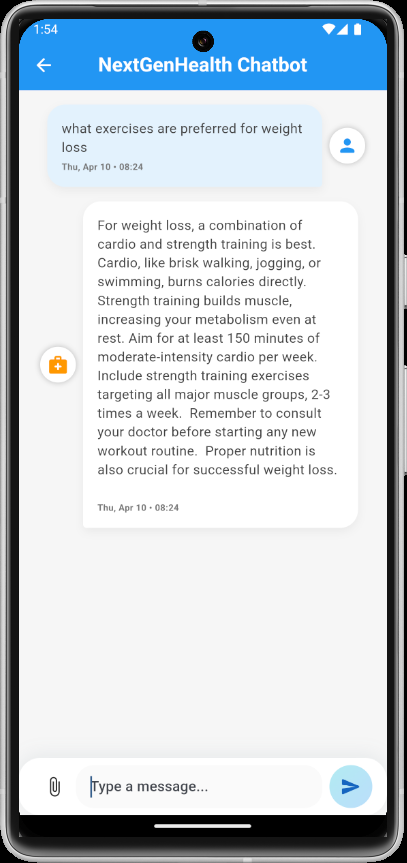 1:54
NextGenHealth Chatbot
what exercises are preferred for weight
loss
Thu, Apr 10 • 08:24
For weight loss, a combination of
cardio and strength training is best.
Cardio, like brisk walking, jogging, or
swimming, burns calories directly.
Strength training builds muscle,
increasing your metabolism even at
rest. Aim for at least 150 minutes of
moderate-intensity cardio per week.
Include strength training exercises
targeting all major muscle groups, 2-3
times a week.  Remember to consult
your doctor before starting any new
workout routine.  Proper nutrition is
also crucial for successful weight loss.
Thu, Apr 10 • 08:24
Type a message...